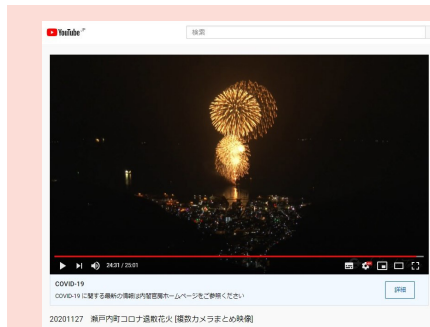 YouTube JP
検索
24:31 / 25:01
COVID-19
COVID-19 に関する最新の情報は内閣官房ホームページをご参照ください
詳細
20201127 瀬戸内町コロナ退散花火 [複数カメラまとめ映像]